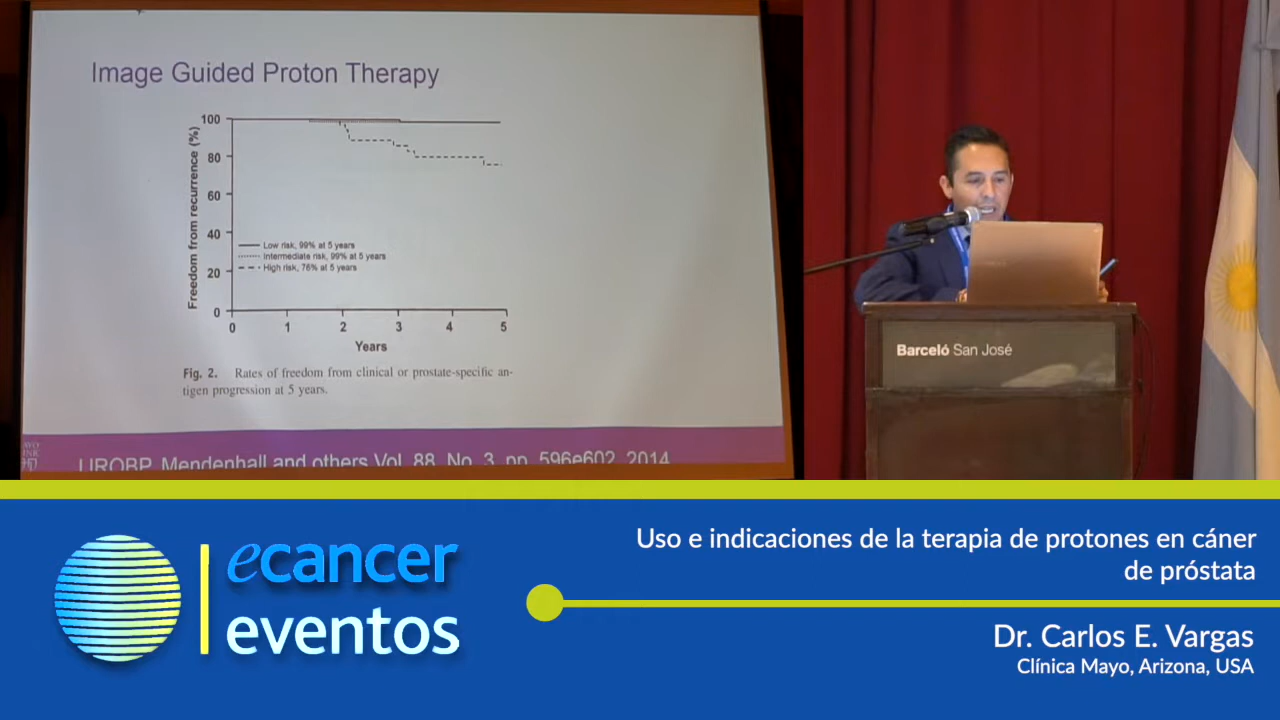 Image Guided Proton Therapy
Freedom from recurrence (%)
100
80
60
40
20
0
Low risk, 99% at 5 years
Intermediate risk, 99% at 5 years
High risk, 76% at 5 years
0 1 2 3 4 5
Years
Fig. 2. Rates of freedom from clinical or prostate-specific an-
tigen progression at 5 years.
IJROBP, Mendenhall and others Vol. 88, No. 3, pp. 596e602, 2014
Barceló San José
ecancer
eventos
Uso e indicaciones de la terapia de protones en cáner
de próstata
Dr. Carlos E. Vargas
Clínica Mayo, Arizona, USA